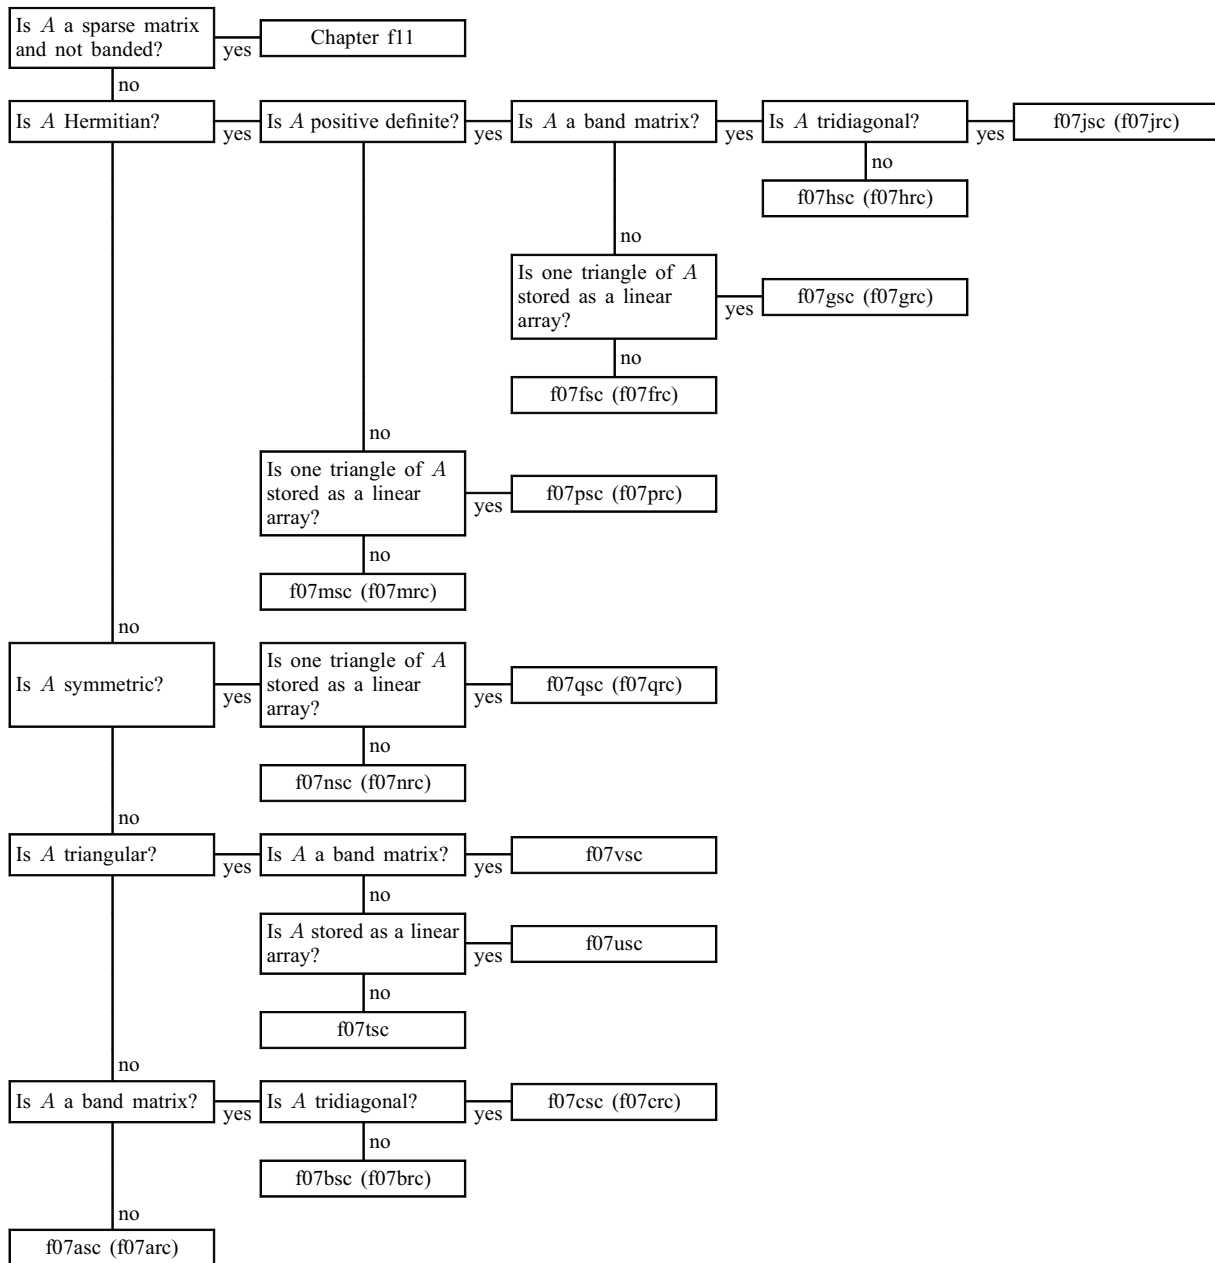 Is A a sparse matrix
and not banded?
yes
Chapter f11
no
Is A Hermitian?
yes
Is A positive definite?
yes
Is A a band matrix?
yes
Is A tridiagonal?
yes
f07jsc (f07jrc)
no
f07hsc (f07hrc)
no
Is one triangle of A
stored as a linear
array?
yes
f07gsc (f07grc)
no
f07fsc (f07frc)
no
Is one triangle of A
stored as a linear
array?
yes
f07psc (f07prc)
no
f07msc (f07mrc)
no
Is A symmetric?
yes
Is one triangle of A
stored as a linear
array?
yes
f07qsc (f07qrc)
no
f07nsc (f07nrc)
no
Is A triangular?
yes
Is A a band matrix?
yes
f07vsc
no
Is A stored as a linear
array?
yes
f07usc
no
f07tsc
no
Is A a band matrix?
yes
Is A tridiagonal?
yes
f07csc (f07crc)
no
f07bsc (f07brc)
no
f07asc (f07arc)